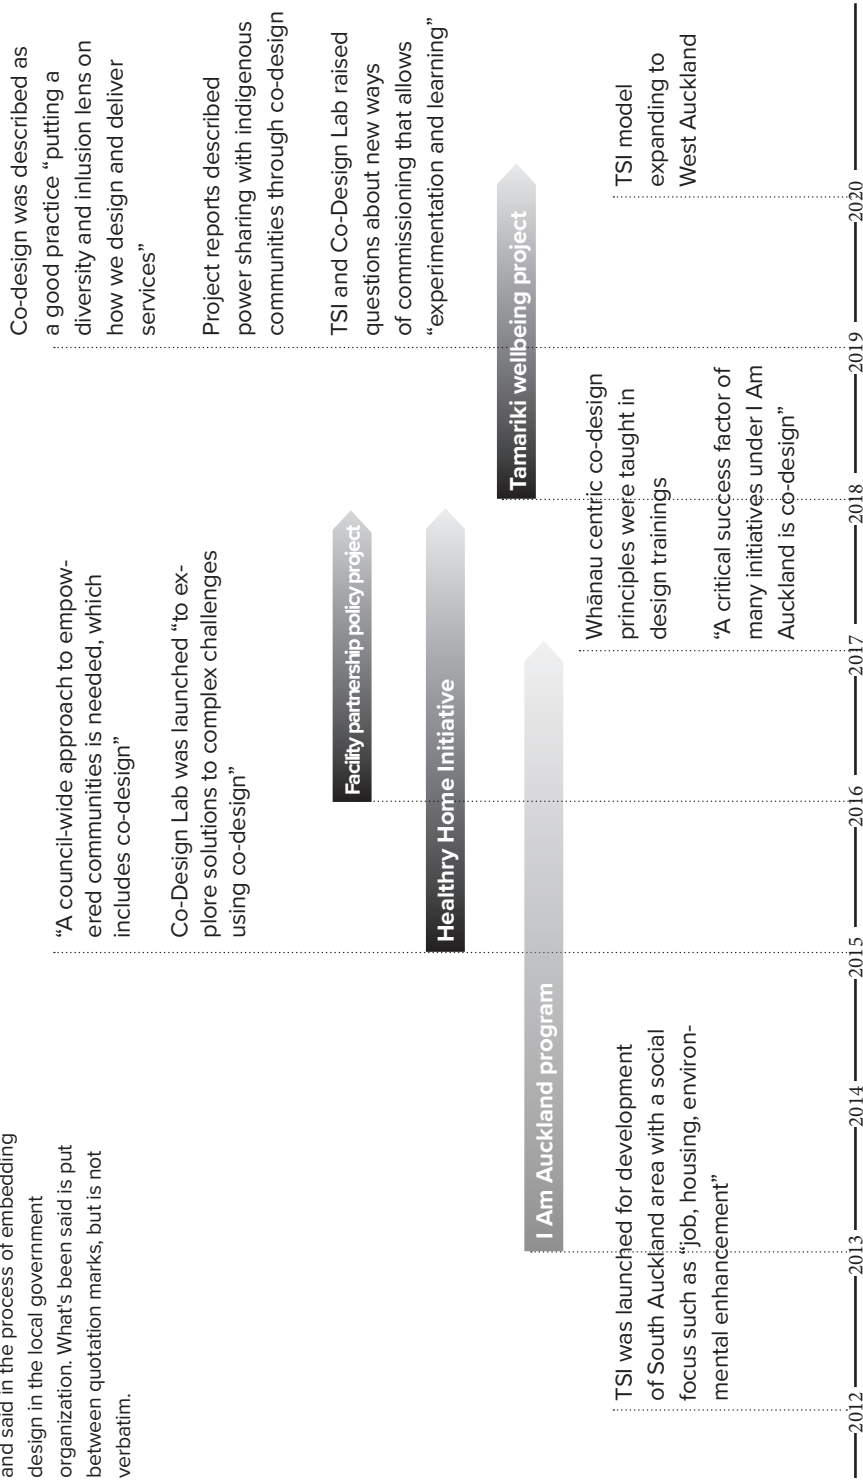 and said in the process of embedding
design in the local government
organization. What's been said is put
between quotation marks, but is not
verbatim.
“A council-wide approach to empow-
ered communities is needed, which
includes co-design”
Co-Design Lab was launched “to ex-
plore solutions to complex challenges
using co-design”
Co-design was described as
a good practice “putting a
diversity and inlusion lens on
how we design and deliver
services”
Project reports described
power sharing with indigenous
communities through co-design
TSI and Co-Design Lab raised
questions about new ways
of commissioning that allows
“experimentation and learning”
Facility partnership policy project
Healthry Home Initiative
Tamariki wellbeing project
I Am Auckland program
TSI was launched for development
of South Auckland area with a social
focus such as “job, housing, environ-
mental enhancement”
Whānau centric co-design
principles were taught in
design trainings
“A critical success factor of
many initiatives under I Am
Auckland is co-design”
TSI model
expanding to
West Auckland
2012
2013
2014
2015
2016
2017
2018
2019
2020